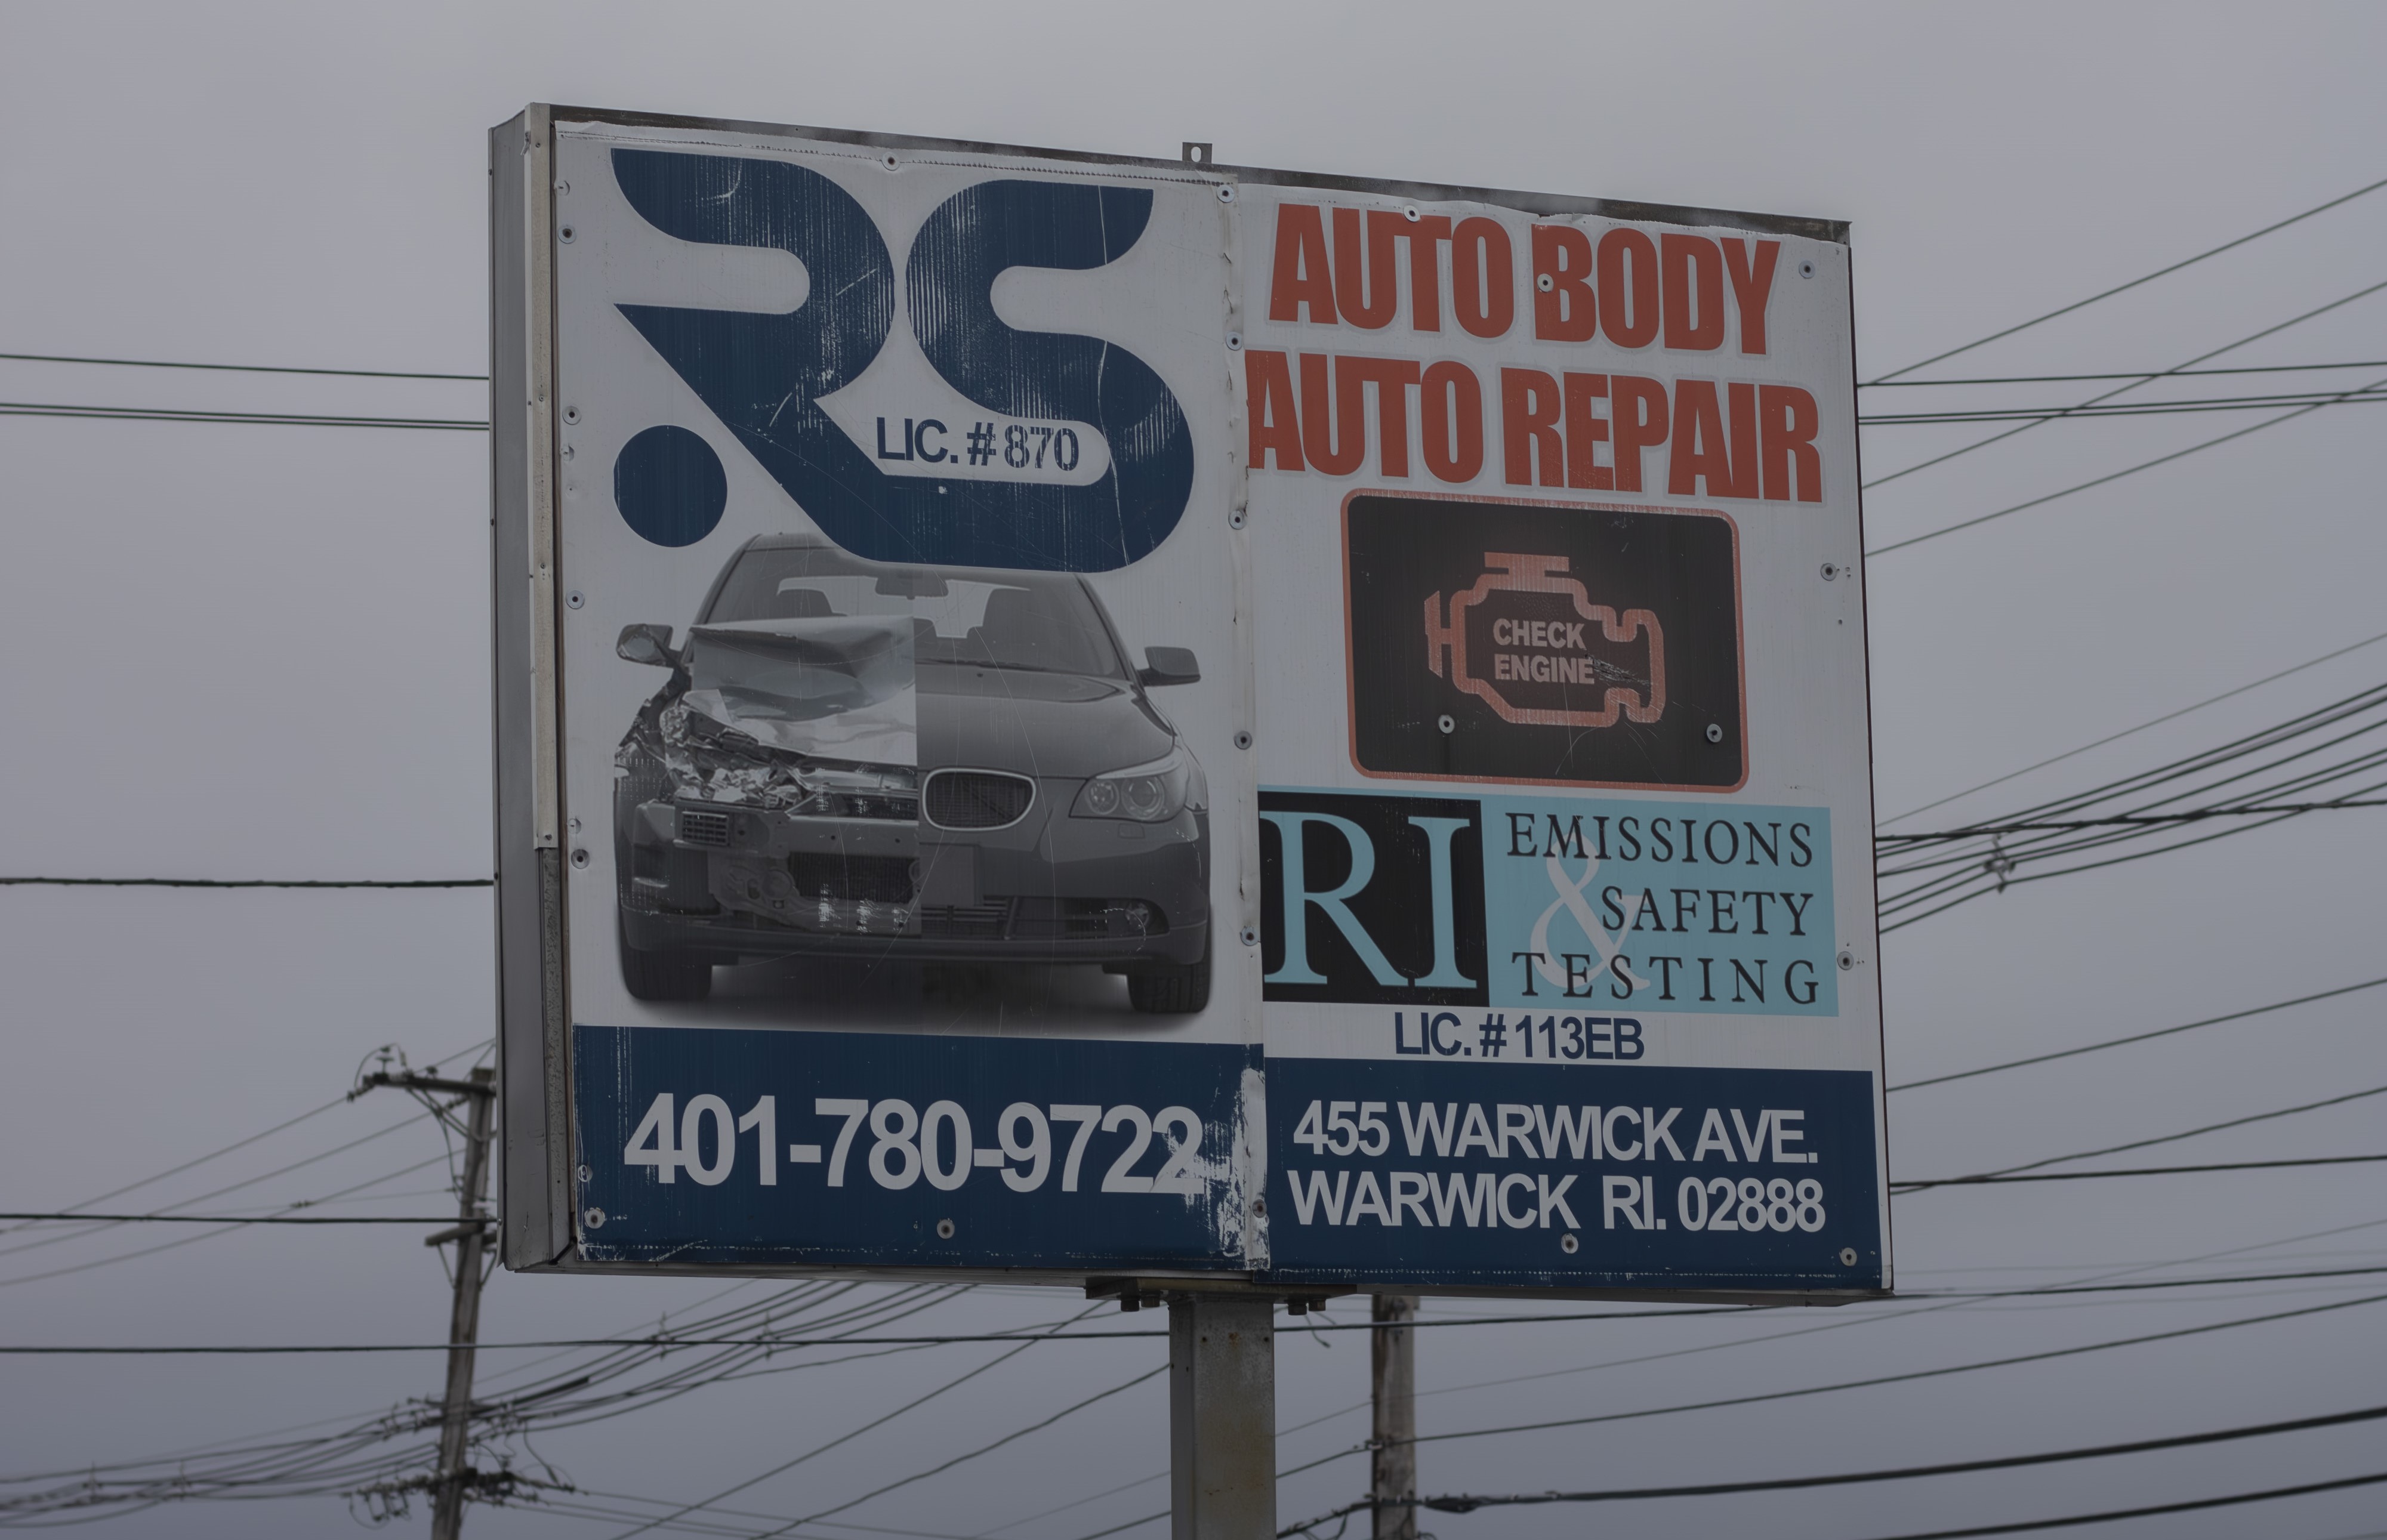 RS
LIC. # 870
401-780-9722
AUTO BODY
AUTO REPAIR
CHECK
ENGINE
RI
EMISSIONS
& SAFETY
TESTING
LIC. # 113EB
455 WARWICK AVE.
WARWICK RI. 02888